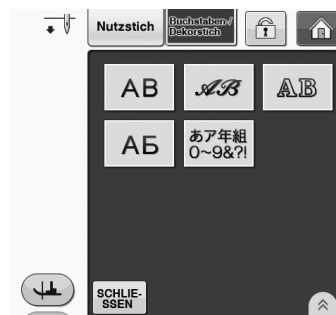 Nutzstich
Buchstaben-/
Dekorstich
AB
AB
AB
АБ
あア年組
0~9&?!
SCHLIE-
SSEN